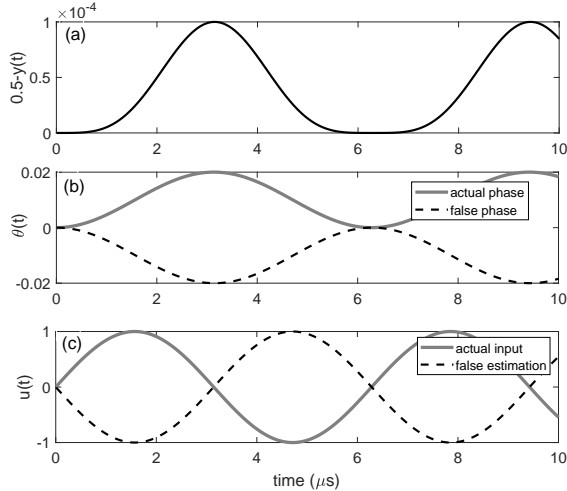 ×10⁻⁴
(a)
1
0.5
0
0.5-y(t)
0 2 4 6 8 10
(b)
0.02
0
-0.02
θ(t)
actual phase
false phase
0 2 4 6 8 10
(c)
1
0
-1
u(t)
actual input
false estimation
0 2 4 6 8 10
time (μs)